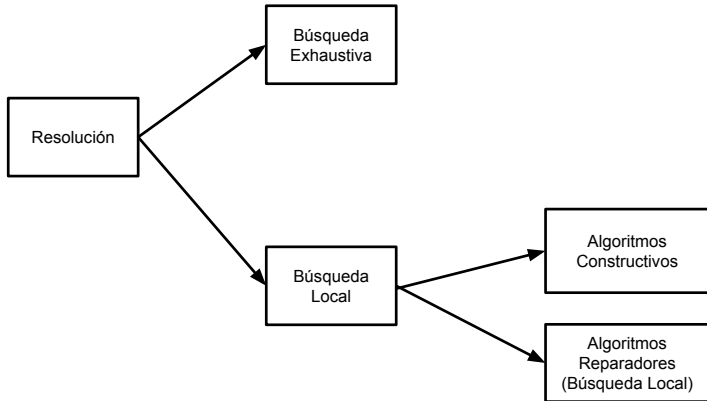 Búsqueda
Exhaustiva
Resolución
Búsqueda
Local
Algoritmos
Constructivos
Algoritmos
Reparadores
(Búsqueda Local)